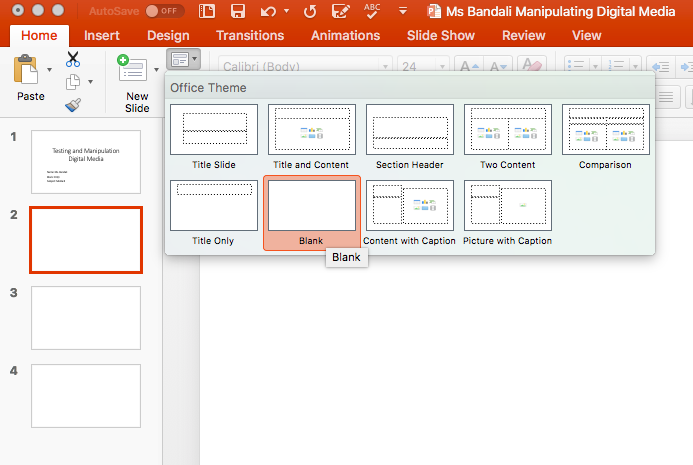 AutoSave OFF
ABC
Ms Bandali Manipulating Digital Media
Home Insert Design Transitions Animations Slide Show Review View
Paste
New
Slide
Calibri (Body) 24 A A A
Office Theme
Title Slide Title and Content Section Header Two Content Comparison
Title Only Blank Content with Caption Picture with Caption
Blank
1
Testing and Manipulation
Digital Media
2
3
4